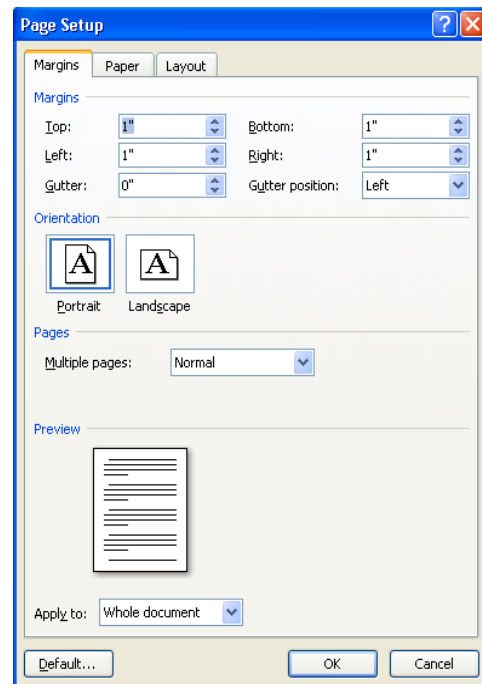 Page Setup
Margins Paper Layout
Margins
Top: 1" Bottom: 1"
Left: 1" Right: 1"
Gutter: 0" Gutter position: Left
Orientation
A A
Portrait Landscape
Pages
Multiple pages: Normal
Preview
Apply to: Whole document
Default... OK Cancel